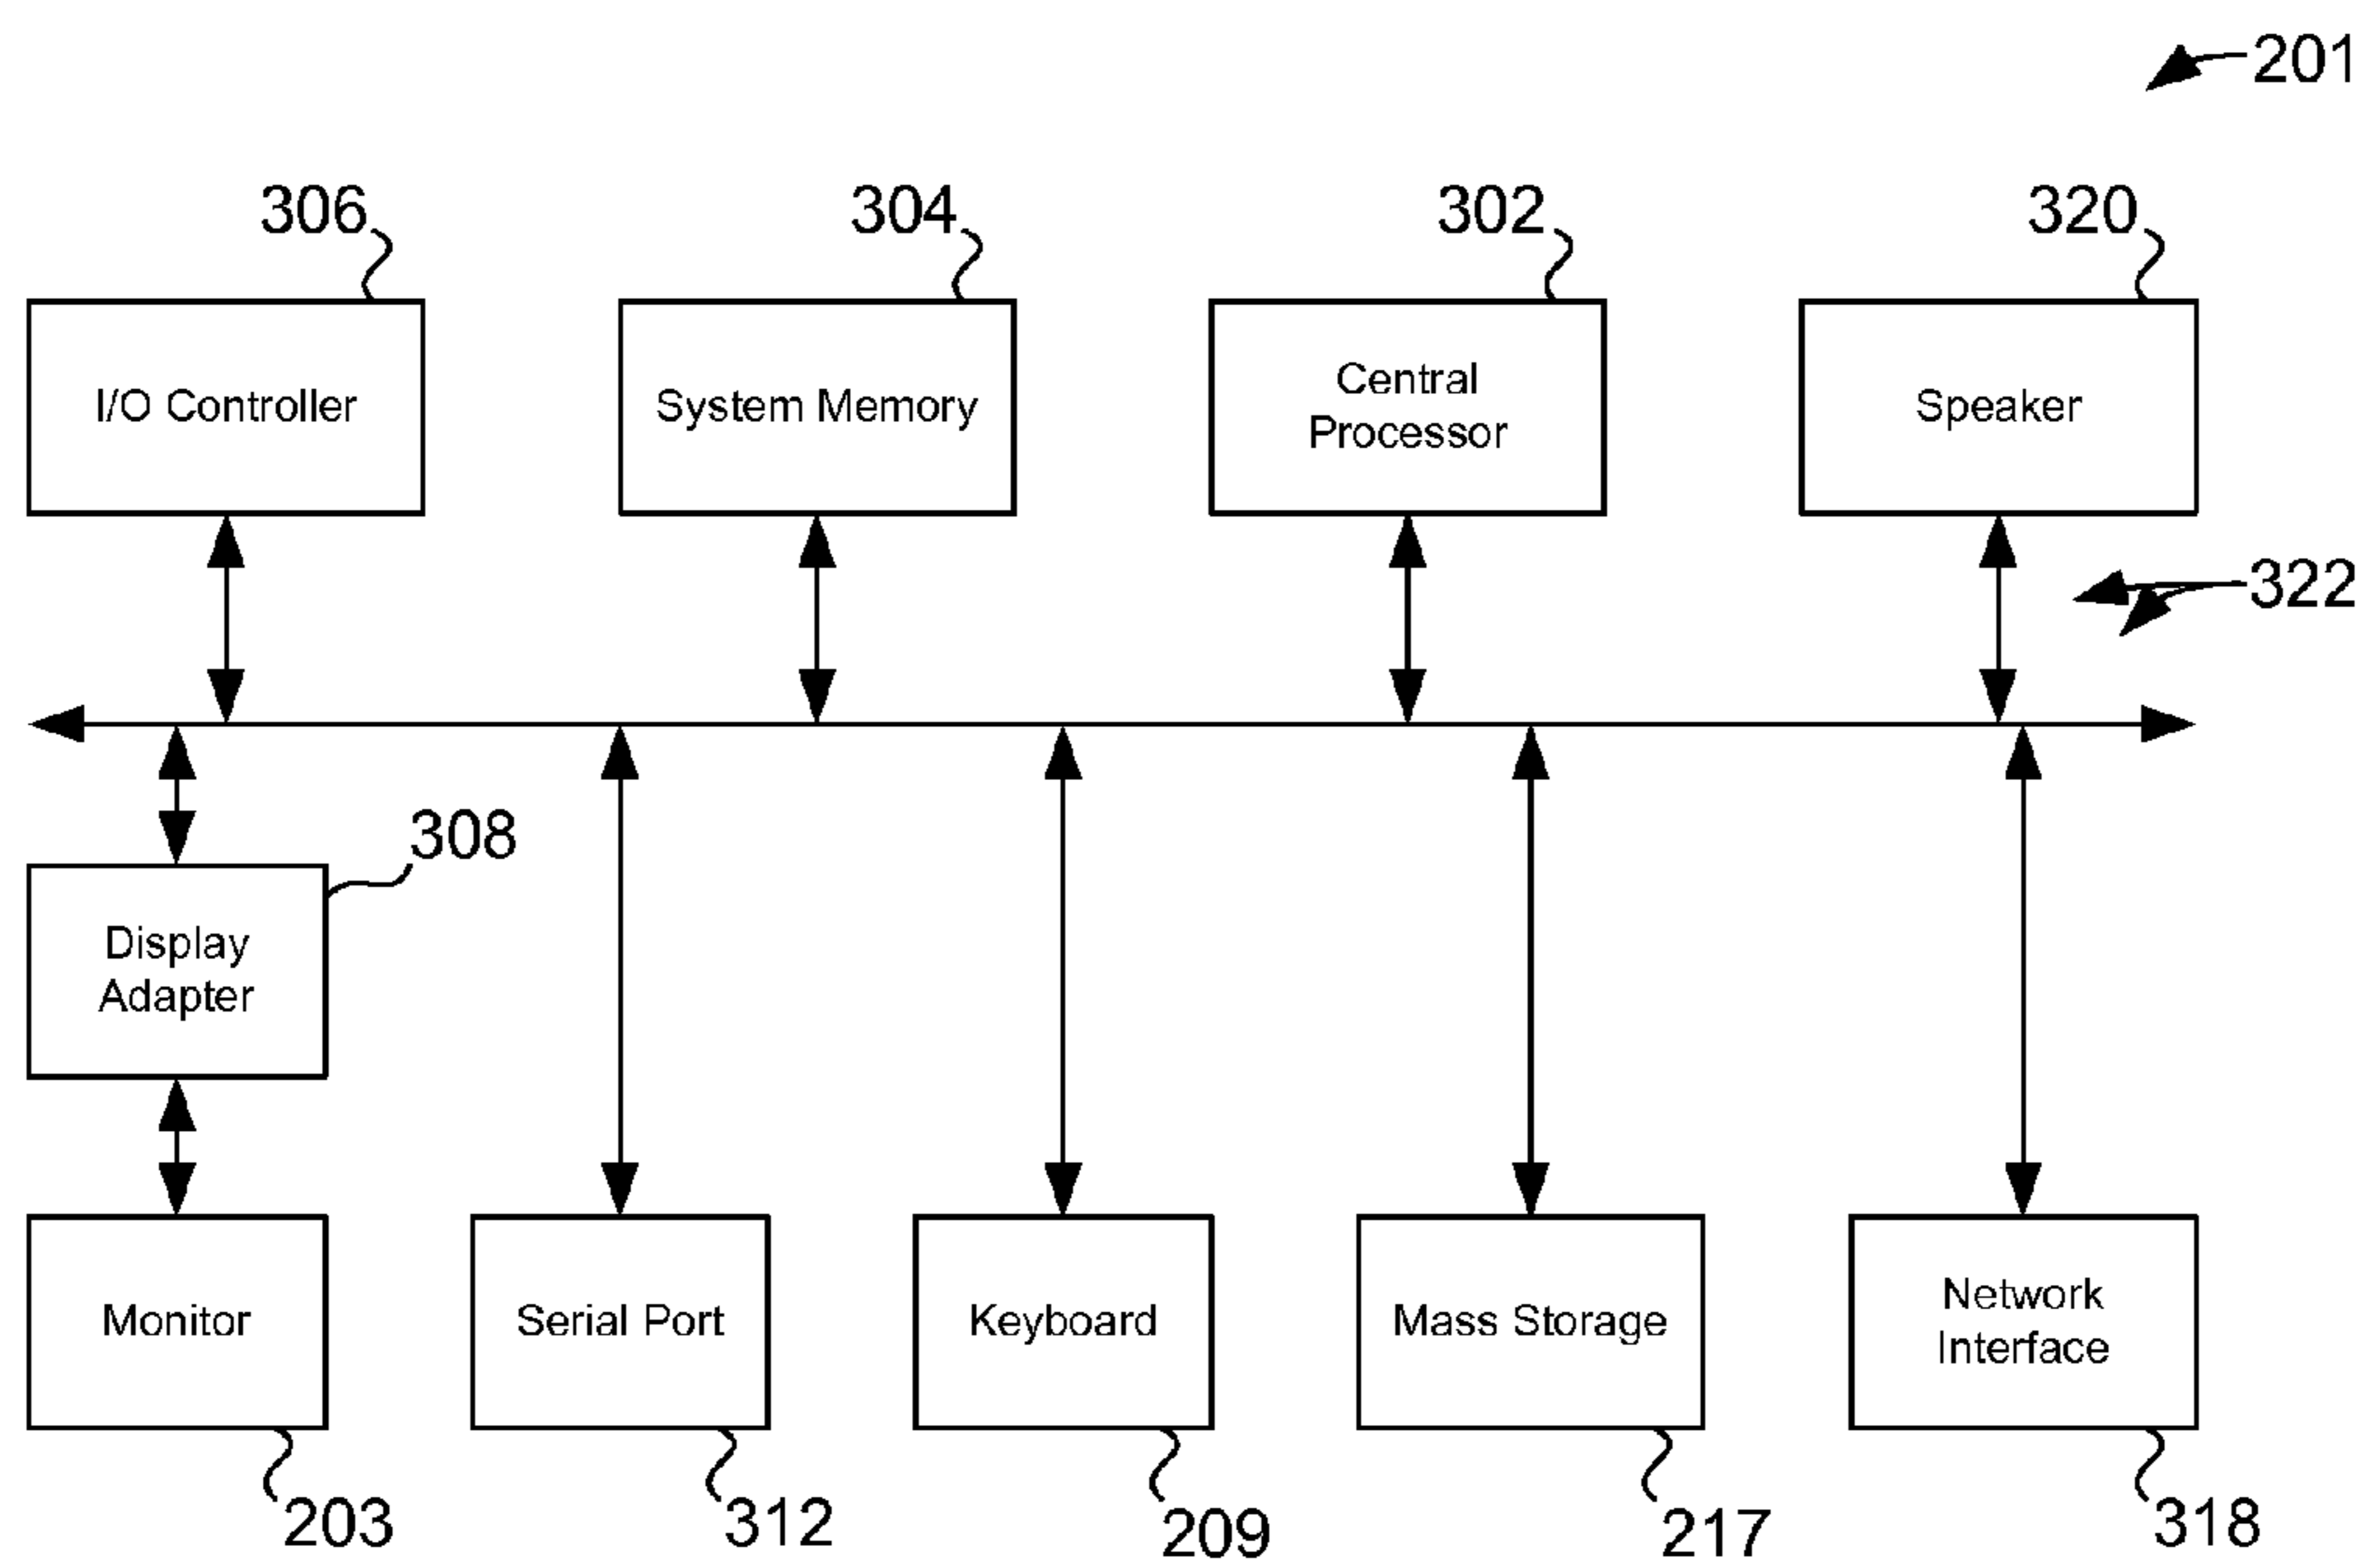 201
306
304
302
320
I/O Controller
System Memory
Central
Processor
Speaker
322
308
Display
Adapter
Monitor
Serial Port
Keyboard
Mass Storage
Network
Interface
203
312
209
217
318